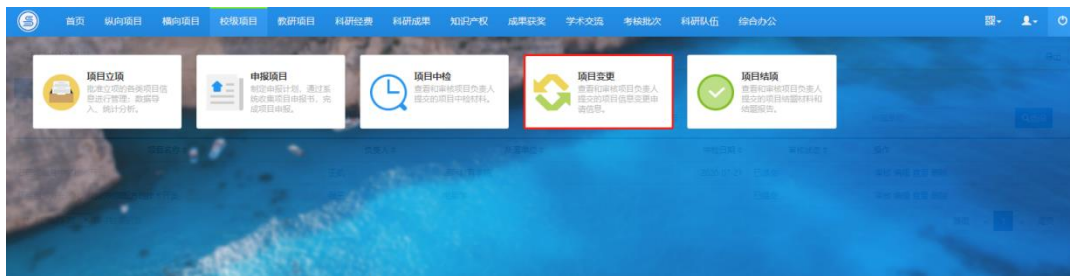 首页 纵向项目 横向项目 校级项目 教研项目 科研经费 科研成果 知识产权 成果获奖 学术交流 考核批次 科研队伍 综合办公
项目立项
批准立项的各类项目信
息进行管理：数据导
入、统计分析。
申报项目
制定申报计划，通过系
统收集项目申报书，完
成项目申报。
项目中检
查看和审核项目负责人
提交的项目中检材料。
项目变更
查看和审核项目负责人
提交的项目信息变更申
请信息。
项目结项
查看和审核项目负责人
提交的项目结题材料和
结题报告。